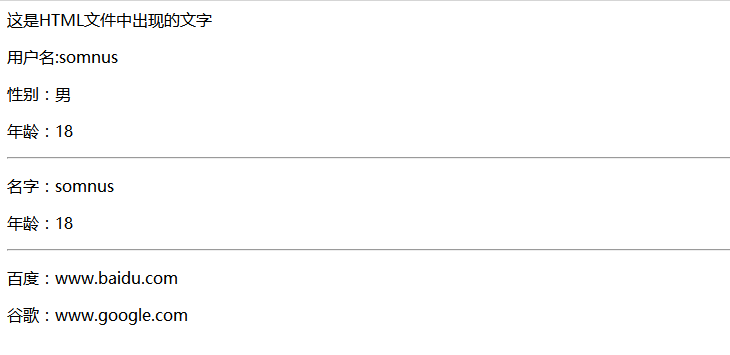 这是HTML文件中出现的文字
用户名:somnus
性别：男
年龄：18
名字：somnus
年龄：18
百度：www.baidu.com
谷歌：www.google.com